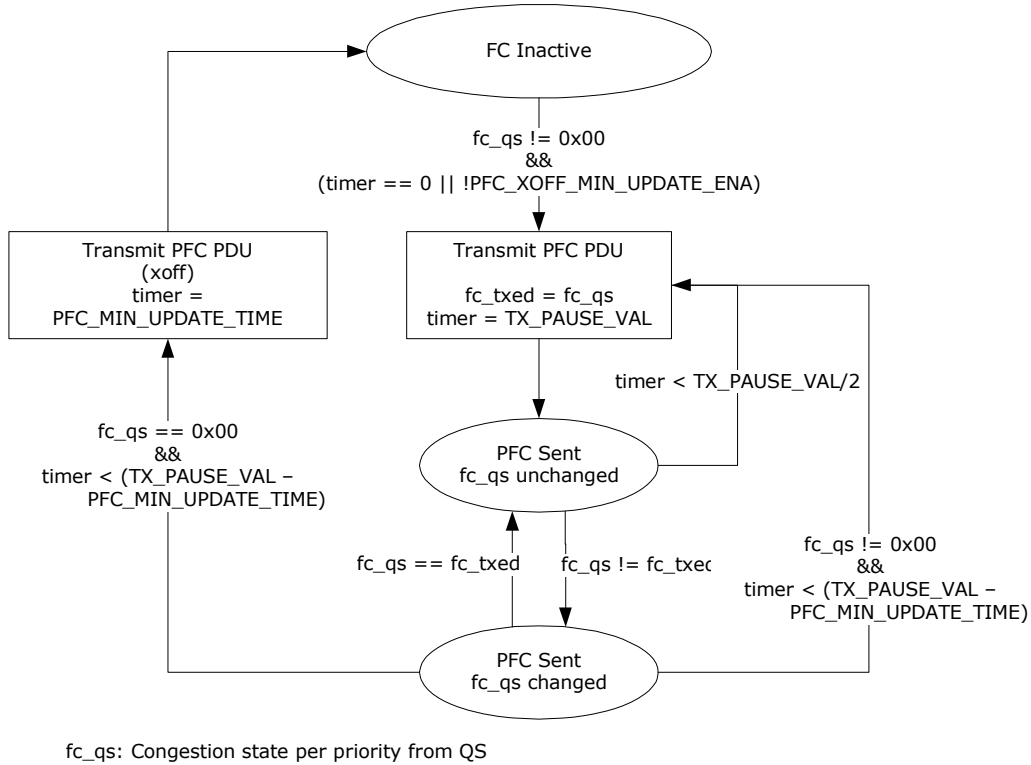 FC Inactive
fc_qs != 0x00
&&
(timer == 0 || !PFC_XOFF_MIN_UPDATE_ENA)
Transmit PFC PDU
(xoff)
timer =
PFC_MIN_UPDATE_TIME
Transmit PFC PDU
fc_txed = fc_qs
timer = TX_PAUSE_VAL
timer < TX_PAUSE_VAL/2
fc_qs == 0x00
&&
timer < (TX_PAUSE_VAL –
PFC_MIN_UPDATE_TIME)
PFC Sent
fc_qs unchanged
fc_qs == fc_txed
fc_qs != fc_txed
fc_qs != 0x00
&&
timer < (TX_PAUSE_VAL –
PFC_MIN_UPDATE_TIME)
PFC Sent
fc_qs changed
fc_qs: Congestion state per priority from QS